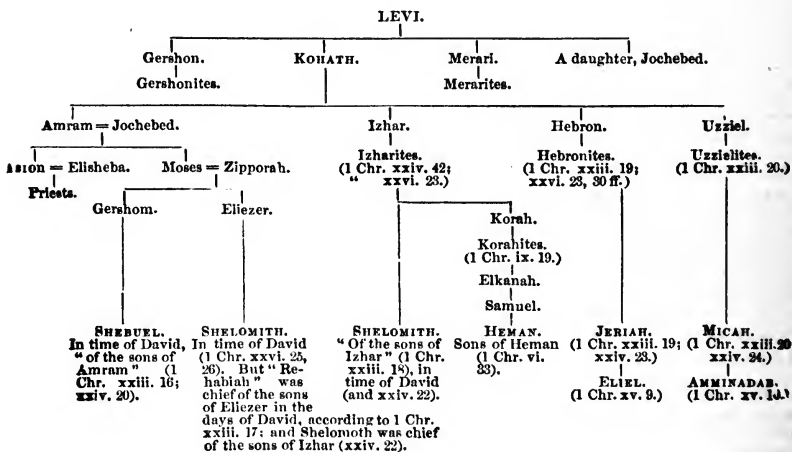 LEVI.
Gershon. KOHATH. Merari. A daughter, Jochebed.
Gershonites. Merarites.
Amram = Jochebed. Izhar. Hebron. Uzziel.
Izharites. Hebronites. Uzzielites.
(1 Chr. xxiv. 42; (1 Chr. xxiii. 19; (1 Chr. xxiii. 20.)
" xxvi. 23.) xxvi. 23, 30 ff.)
= Elisheba. Moses = Zipporah.
Priests.
Gershom. Eliezer.
Korah.
Korahites.
(1 Chr. ix. 19.)
Elkanah.
Samuel.
SHEBUEL.
In time of David,
"of the sons of
Amram" (1
Chr. xxiii. 16;
xxiv. 20).
SHELOMITH.
In time of David
(1 Chr. xxvi. 25,
26). But "Re-
habiah" was
chief of the sons
of Eliezer in the
days of David, according to 1 Chr.
xxiii. 17; and Shelomoth was chief
of the sons of Izhar (xxiv. 22).
SHELOMITH.
"Of the sons of
Izhar" (1 Chr.
xxiii. 18), in
time of David
(and xxiv. 22).
HEMAN.
Sons of Heman
(1 Chr. vi.
33).
JERIAH.
(1 Chr. xxiii. 19;
xxiv. 23.)
ELIEL.
(1 Chr. xv. 9.)
MICAH.
(1 Chr. xxiii. 20
xxiv. 24.)
AMMINADAB.
(1 Chr. xv. 10.)